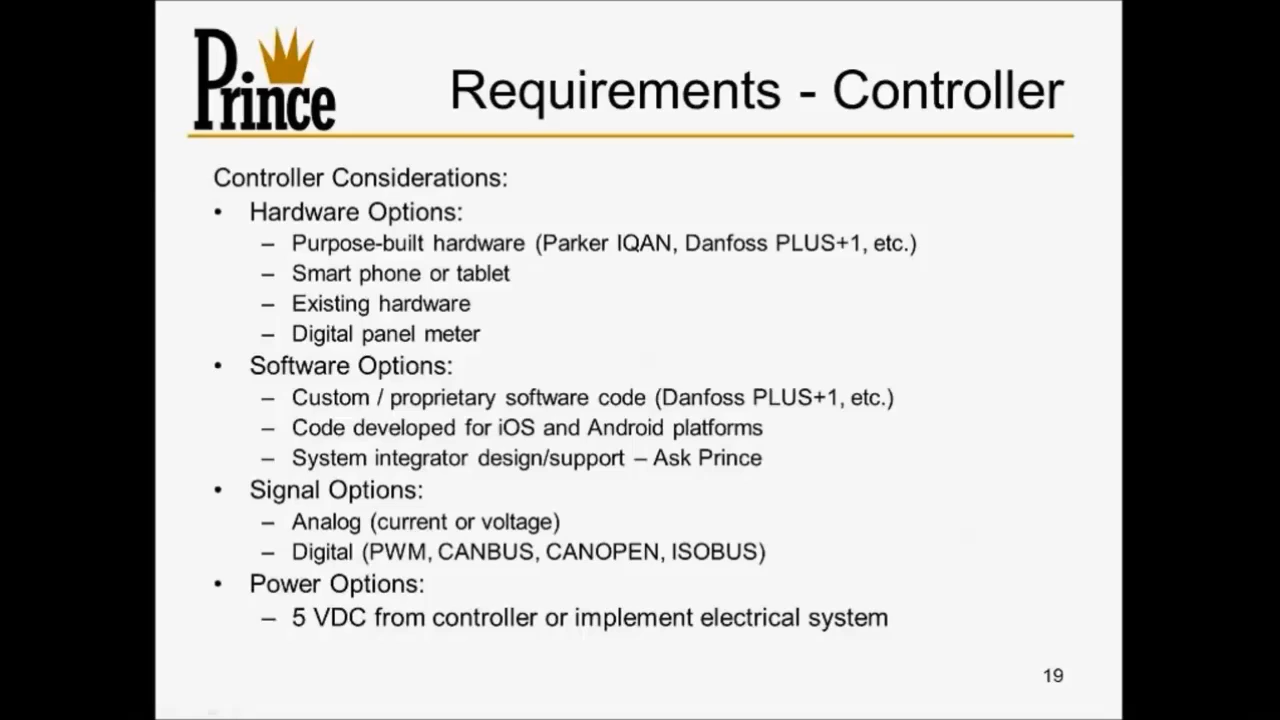 Prince
Requirements - Controller
Controller Considerations:
• Hardware Options:
– Purpose-built hardware (Parker IQAN, Danfoss PLUS+1, etc.)
– Smart phone or tablet
– Existing hardware
– Digital panel meter
• Software Options:
– Custom / proprietary software code (Danfoss PLUS+1, etc.)
– Code developed for iOS and Android platforms
– System integrator design/support – Ask Prince
• Signal Options:
– Analog (current or voltage)
– Digital (PWM, CANBUS, CANOPEN, ISOBUS)
• Power Options:
– 5 VDC from controller or implement electrical system
19